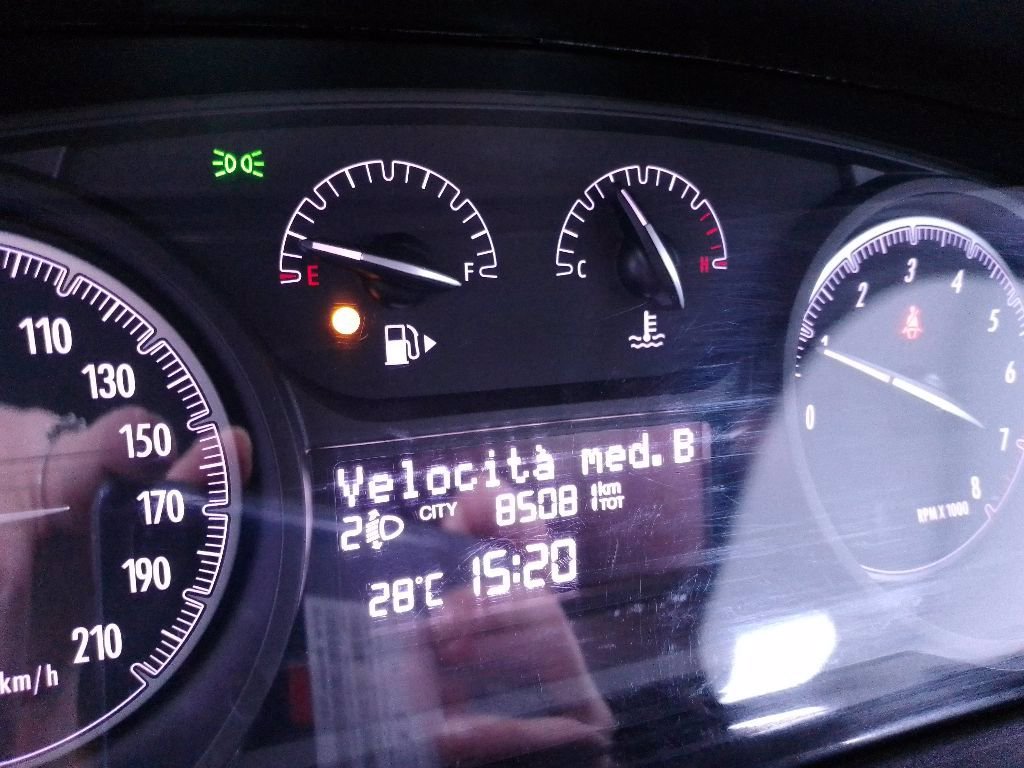 E F
C H
110
130
150
170
190
210
km/h
0 1 2 3 4 5 6 7 8
RPM X 1000
Velocità med. B
2 CITY 8508 km TOT
28°C 15:20